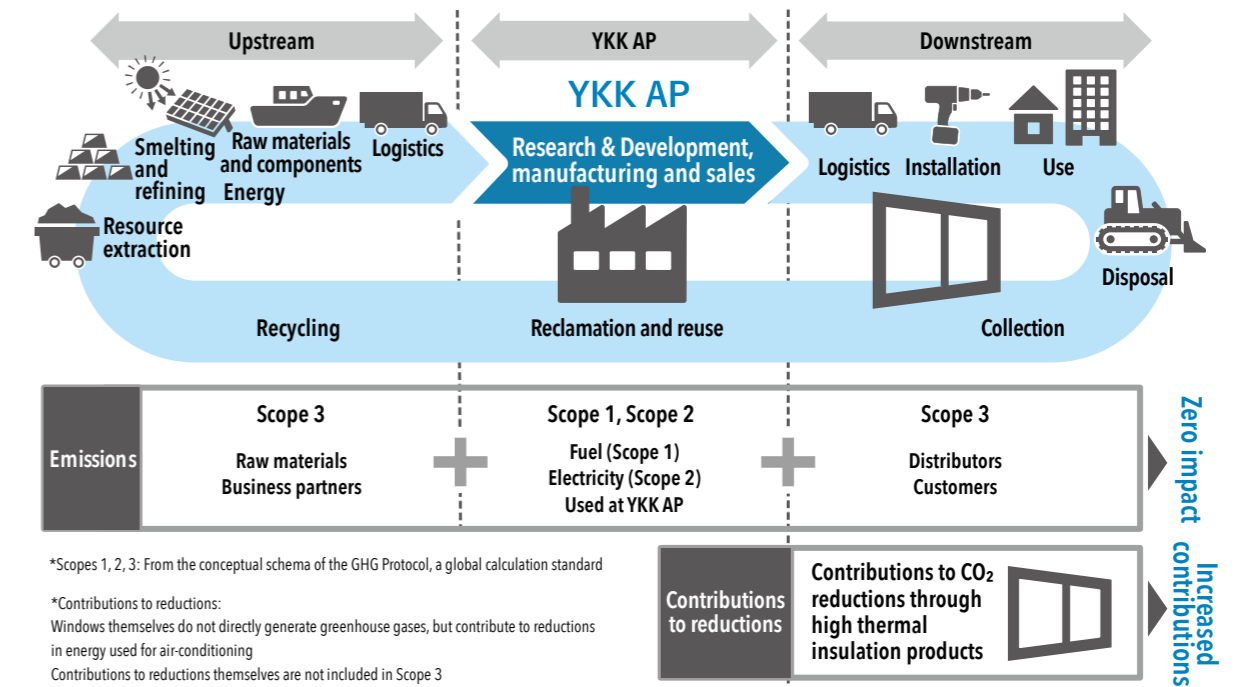 Upstream
YKK AP
Downstream
YKK AP
Smelting
and
refining
Raw materials
and components
Energy
Logistics
Research & Development,
manufacturing and sales
Logistics
Installation
Use
Resource
extraction
Disposal
Recycling
Reclamation and reuse
Collection
Emissions
Scope 3
Raw materials
Business partners
Scope 1, Scope 2
Fuel (Scope 1)
Electricity (Scope 2)
Used at YKK AP
Scope 3
Distributors
Customers
Zero impact
*Scopes 1, 2, 3: From the conceptual schema of the GHG Protocol, a global calculation standard
*Contributions to reductions:
Windows themselves do not directly generate greenhouse gases, but contribute to reductions
in energy used for air-conditioning
Contributions to reductions themselves are not included in Scope 3
Contributions
to reductions
Contributions to CO₂
reductions through
high thermal
insulation products
Increased
contributions